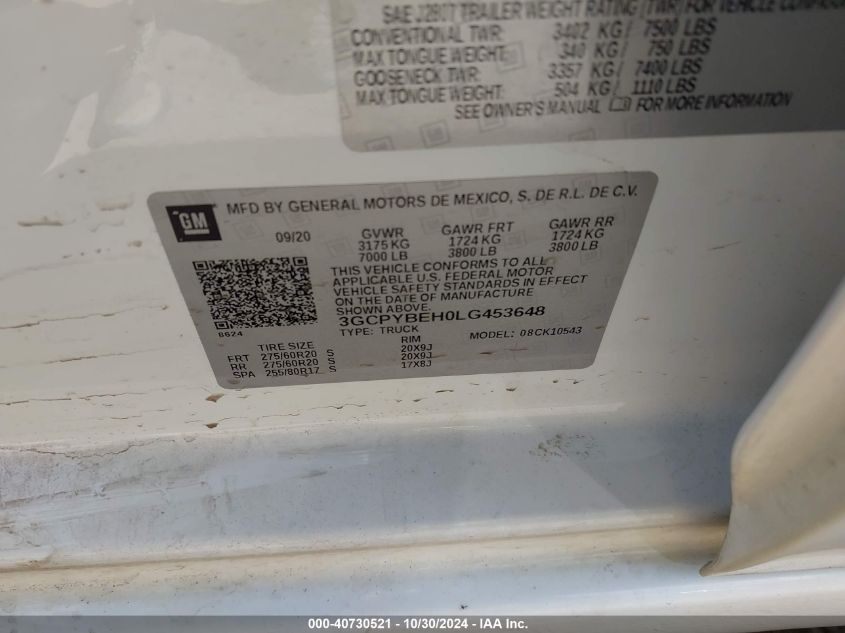 SAE J2807 TRAILER WEIGHT RATING (TWR) FOR VEHICLE
CONVENTIONAL TWR: 3402 KG/ 7500 LBS
MAX TONGUE WEIGHT: 340 KG/ 750 LBS
GOOSENECK TWR: 3357 KG/ 7400 LBS
MAX TONGUE WEIGHT: 504 KG/ 1110 LBS
SEE OWNER'S MANUAL FOR MORE INFORMATION
GM MFD BY GENERAL MOTORS DE MEXICO, S. DE R.L. DE C.V.
09/20 GVWR GAWR FRT GAWR RR
3175 KG 1724 KG 1724 KG
7000 LB 3800 LB 3800 LB
THIS VEHICLE CONFORMS TO ALL
APPLICABLE U.S. FEDERAL MOTOR
VEHICLE SAFETY STANDARDS IN EFFECT
ON THE DATE OF MANUFACTURE
SHOWN ABOVE.
3GCPYBEH0LG453648
8624 TYPE: TRUCK MODEL: 08CK10543
TIRE SIZE RIM
FRT 275/60R20 S 20X9J
RR 275/60R20 S 20X9J
SPA 255/80R17 S 17X8J
000-40730521 - 10/30/2024 - IAA Inc.